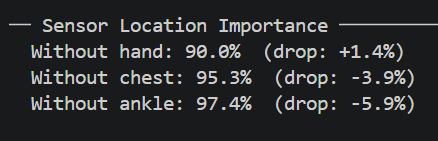 ── Sensor Location Importance ──────────
Without hand: 90.0%  (drop: +1.4%)
Without chest: 95.3%  (drop: -3.9%)
Without ankle: 97.4%  (drop: -5.9%)